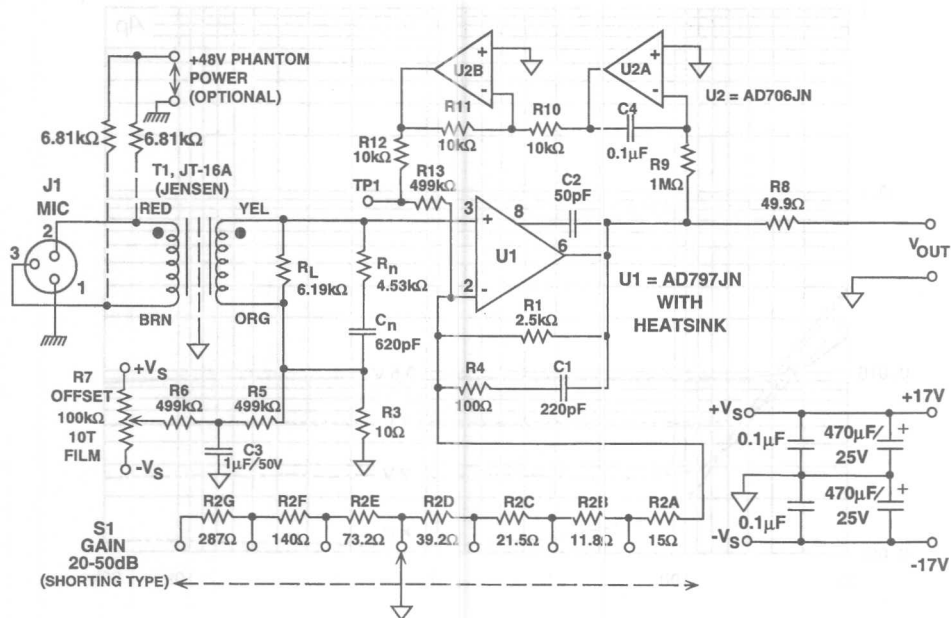 +48V PHANTOM
POWER
(OPTIONAL)
6.81kΩ
6.81kΩ
T1, JT-16A
(JENSEN)
J1
MIC
2
3
1
RED
YEL
BRN
ORG
RL
6.19kΩ
Rn
4.53kΩ
Cn
620pF
R3
10Ω
+VS
R7
OFFSET
100kΩ
10T
FILM
-VS
R6
499kΩ
R5
499kΩ
C3
1µF/50V
U2B
+
-
U2A
+
-
U2 = AD706JN
R11
10kΩ
R10
10kΩ
C4
0.1µF
R12
10kΩ
R13
499kΩ
TP1
R9
1MΩ
C2
50pF
3
+
8
U1
6
2
-
R8
49.9Ω
VOUT
U1 = AD797JN
WITH
HEATSINK
R1
2.5kΩ
R4
100Ω
C1
220pF
S1
GAIN
20-50dB
(SHORTING TYPE)
R2G
287Ω
R2F
140Ω
R2E
73.2Ω
R2D
39.2Ω
R2C
21.5Ω
R2B
11.8Ω
R2A
15Ω
+VS
+17V
0.1µF
470µF/
25V
+
0.1µF
470µF/
25V
+
-VS
-17V